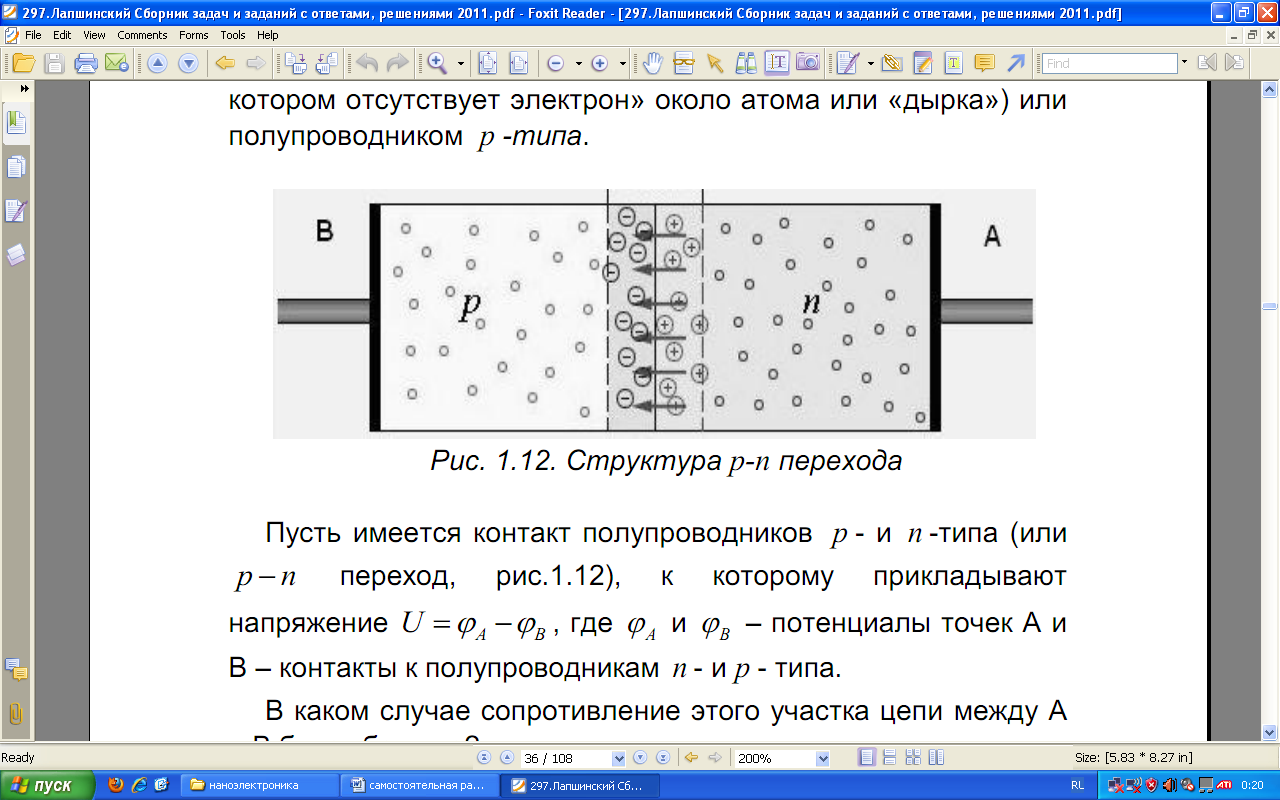 297.Лапшинский Сборник задач и заданий с ответами, решениями 2011.pdf - Foxit Reader - [297.Лапшинский Сборник задач и заданий с ответами, решениями 2011.pdf]
File Edit View Comments Forms Tools Help
Find
котором отсутствует электрон» около атома или «дырка») или
полупроводником p -типа.
B
A
p
n
Рис. 1.12. Структура p-n перехода
Пусть имеется контакт полупроводников p - и n -типа (или
p – n переход, рис.1.12), к которому прикладывают
напряжение U = φA – φB , где φA и φB – потенциалы точек А и
В – контакты к полупроводникам n - и p - типа.
В каком случае сопротивление этого участка цепи между А
Ready
36 / 108
200%
Size: [5.83 * 8.27 in]
пуск
наноэлектроника
самостоятельная ра...
297.Лапшинский Сб...
RL
0:20